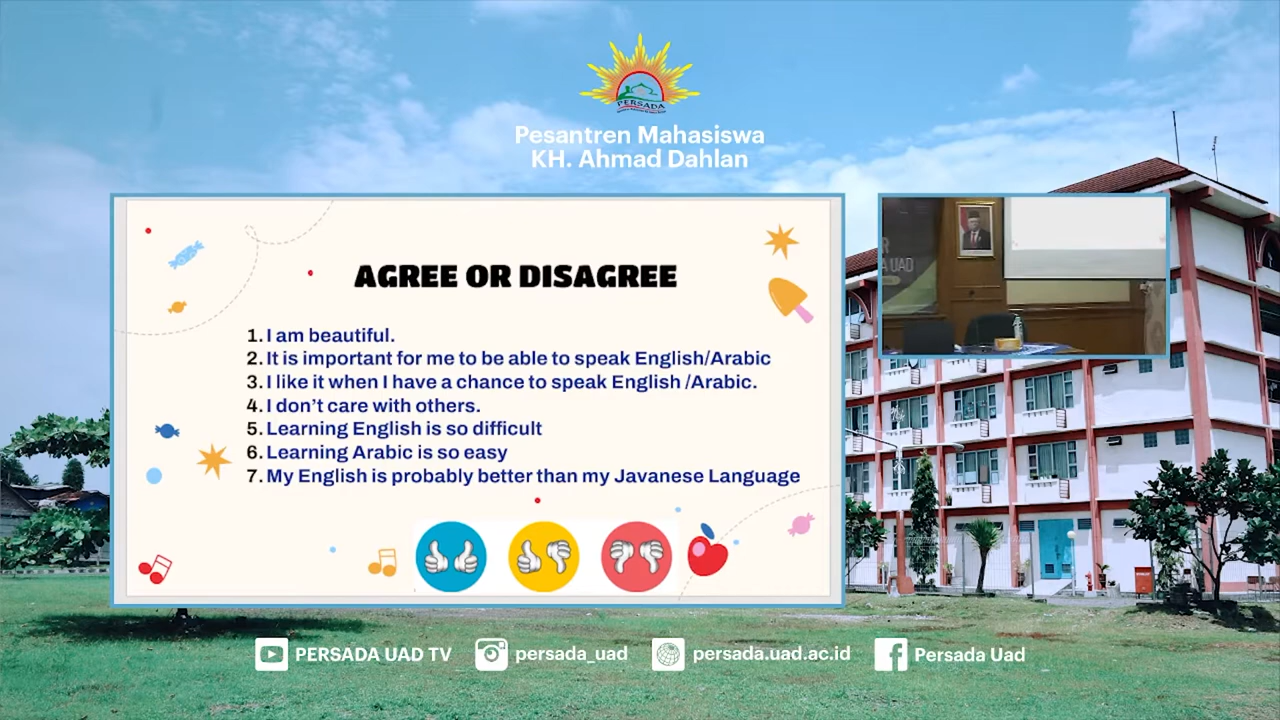 PERSADA
Pesantren Mahasiswa
KH. Ahmad Dahlan
AGREE OR DISAGREE
1. I am beautiful.
2. It is important for me to be able to speak English/Arabic
3. I like it when I have a chance to speak English /Arabic.
4. I don’t care with others.
5. Learning English is so difficult
6. Learning Arabic is so easy
7. My English is probably better than my Javanese Language
UAD
PERSADA UAD TV
persada_uad
persada.uad.ac.id
Persada Uad